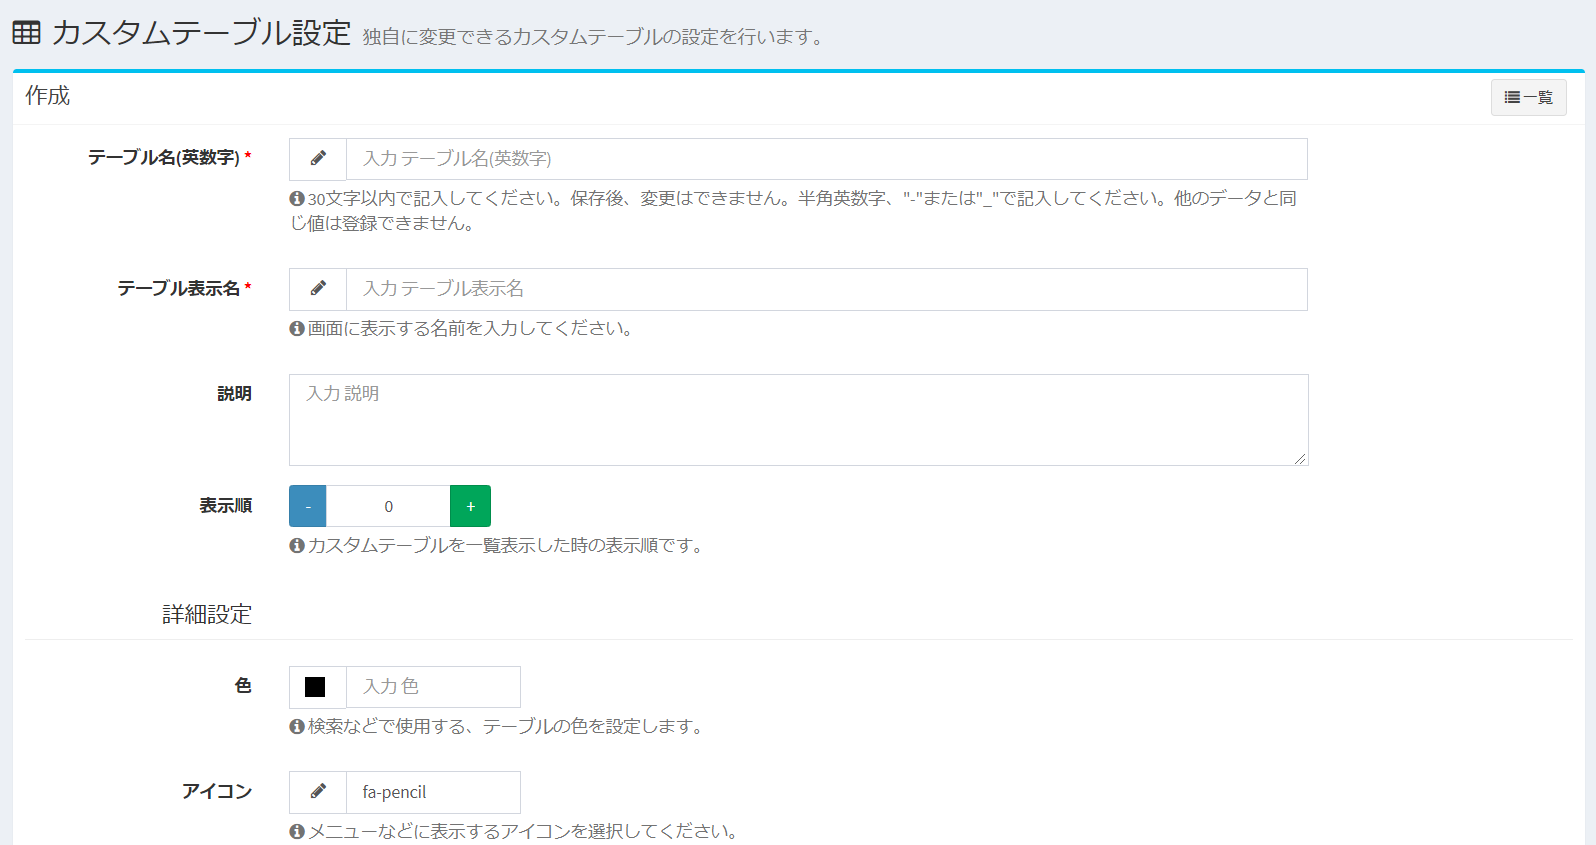 カスタムテーブル設定 独自に変更できるカスタムテーブルの設定を行います。
作成
一覧
テーブル名(英数字) *
入力 テーブル名(英数字)
30文字以内で記入してください。保存後、変更はできません。半角英数字、"-"または"_"で記入してください。他のデータと同
じ値は登録できません。
テーブル表示名 *
入力 テーブル表示名
画面に表示する名前を入力してください。
説明
入力 説明
表示順
- 0 +
カスタムテーブルを一覧表示した時の表示順です。
詳細設定
色
入力 色
検索などで使用する、テーブルの色を設定します。
アイコン
fa-pencil
メニューなどに表示するアイコンを選択してください。